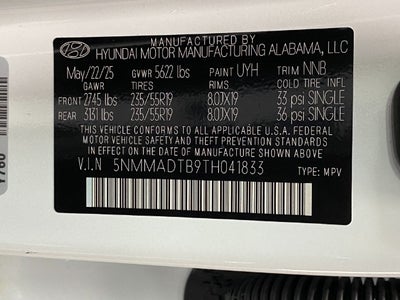 MANUFACTURED BY
HYUNDAI MOTOR MANUFACTURING ALABAMA, LLC
May/22/25 GVWR 5622 lbs PAINT UYH TRIM NNB
GAWR TIRES RIMS COLD TIRE INFL
FRONT 2745 lbs 235/55R19 8.0JX19 33 psi SINGLE
REAR 3131 lbs 235/55R19 8.0JX19 36 psi SINGLE
THIS VEHICLE CONFORMS TO ALL APPLICABLE U.S.A. FEDERAL
MOTOR VEHICLE SAFETY, BUMPER, AND THEFT PREVENTION STANDARDS
IN EFFECT ON THE DATE OF MANUFACTURE SHOWN ABOVE.
V.I.N 5NMMADTB9TH041833 TYPE: MPV